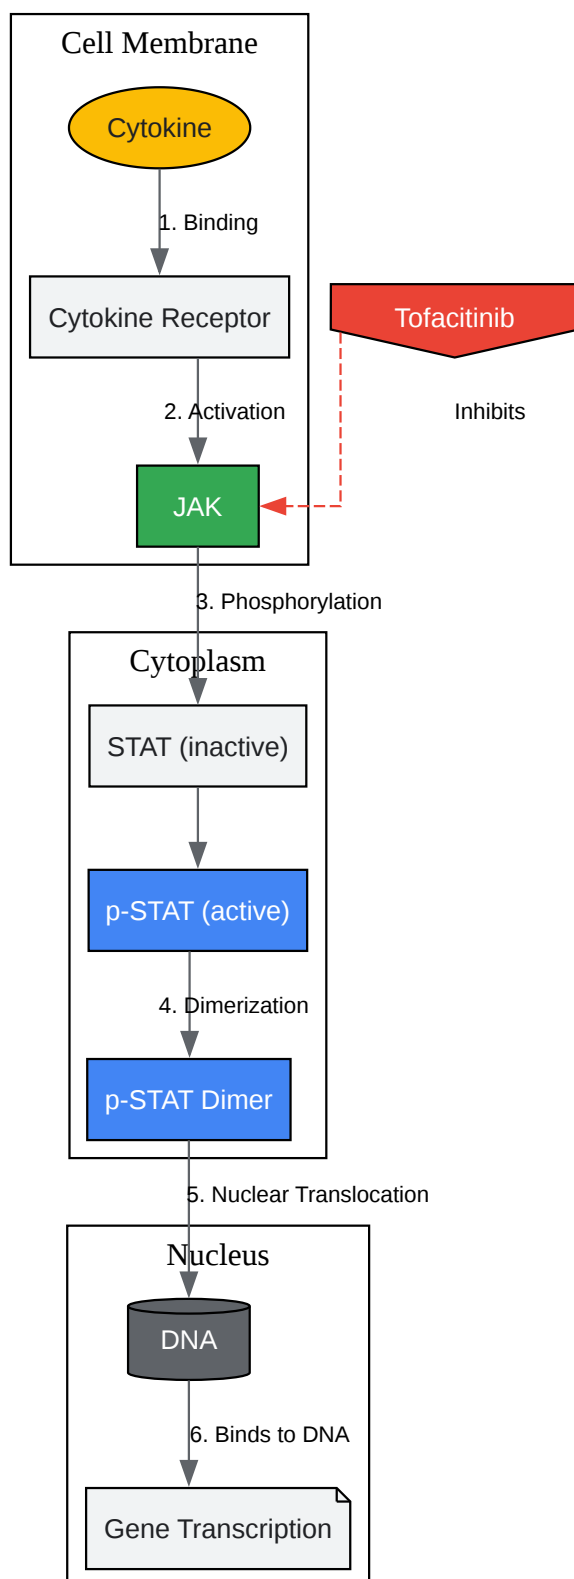 Cell Membrane
Cytokine
1. Binding
Cytokine Receptor
Tofacitinib
2. Activation
Inhibits
JAK
3. Phosphorylation
Cytoplasm
STAT (inactive)
p-STAT (active)
4. Dimerization
p-STAT Dimer
5. Nuclear Translocation
Nucleus
DNA
6. Binds to DNA
Gene Transcription